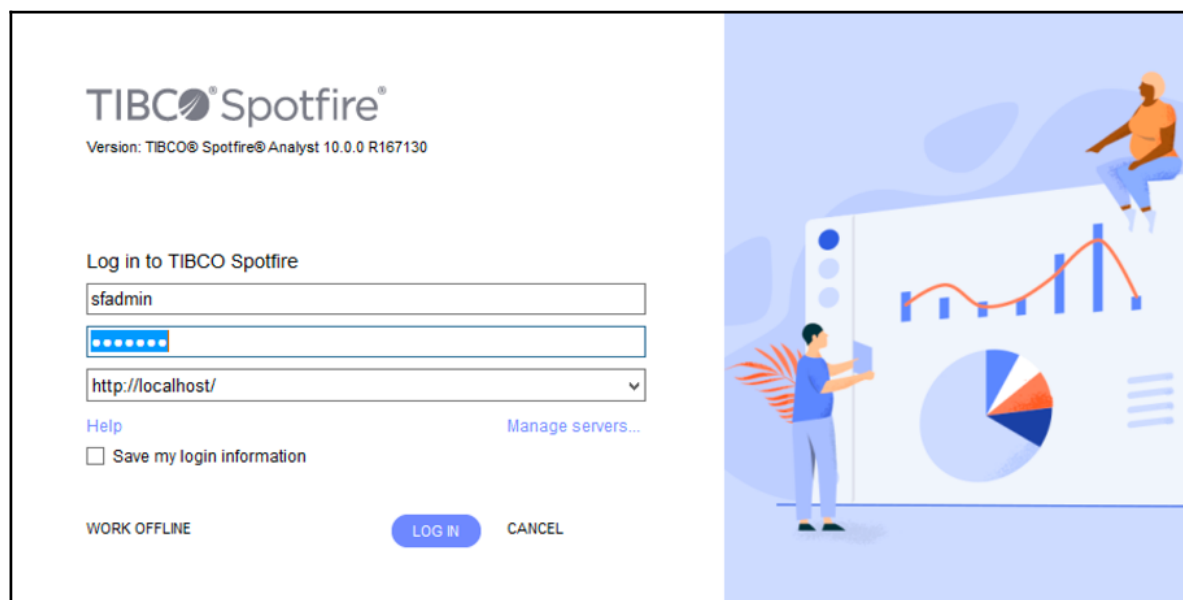 TIBCO® Spotfire®
Version: TIBCO® Spotfire® Analyst 10.0.0 R167130
Log in to TIBCO Spotfire
sfadmin
●●●●●●●
http://localhost/
Help Manage servers...
Save my login information
WORK OFFLINE LOG IN CANCEL